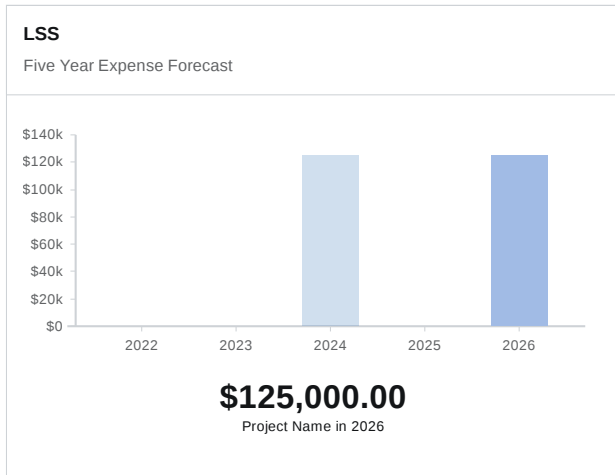 LSS
Five Year Expense Forecast
$140k
$120k
$100k
$80k
$60k
$40k
$20k
$0
2022 2023 2024 2025 2026
$125,000.00
Project Name in 2026